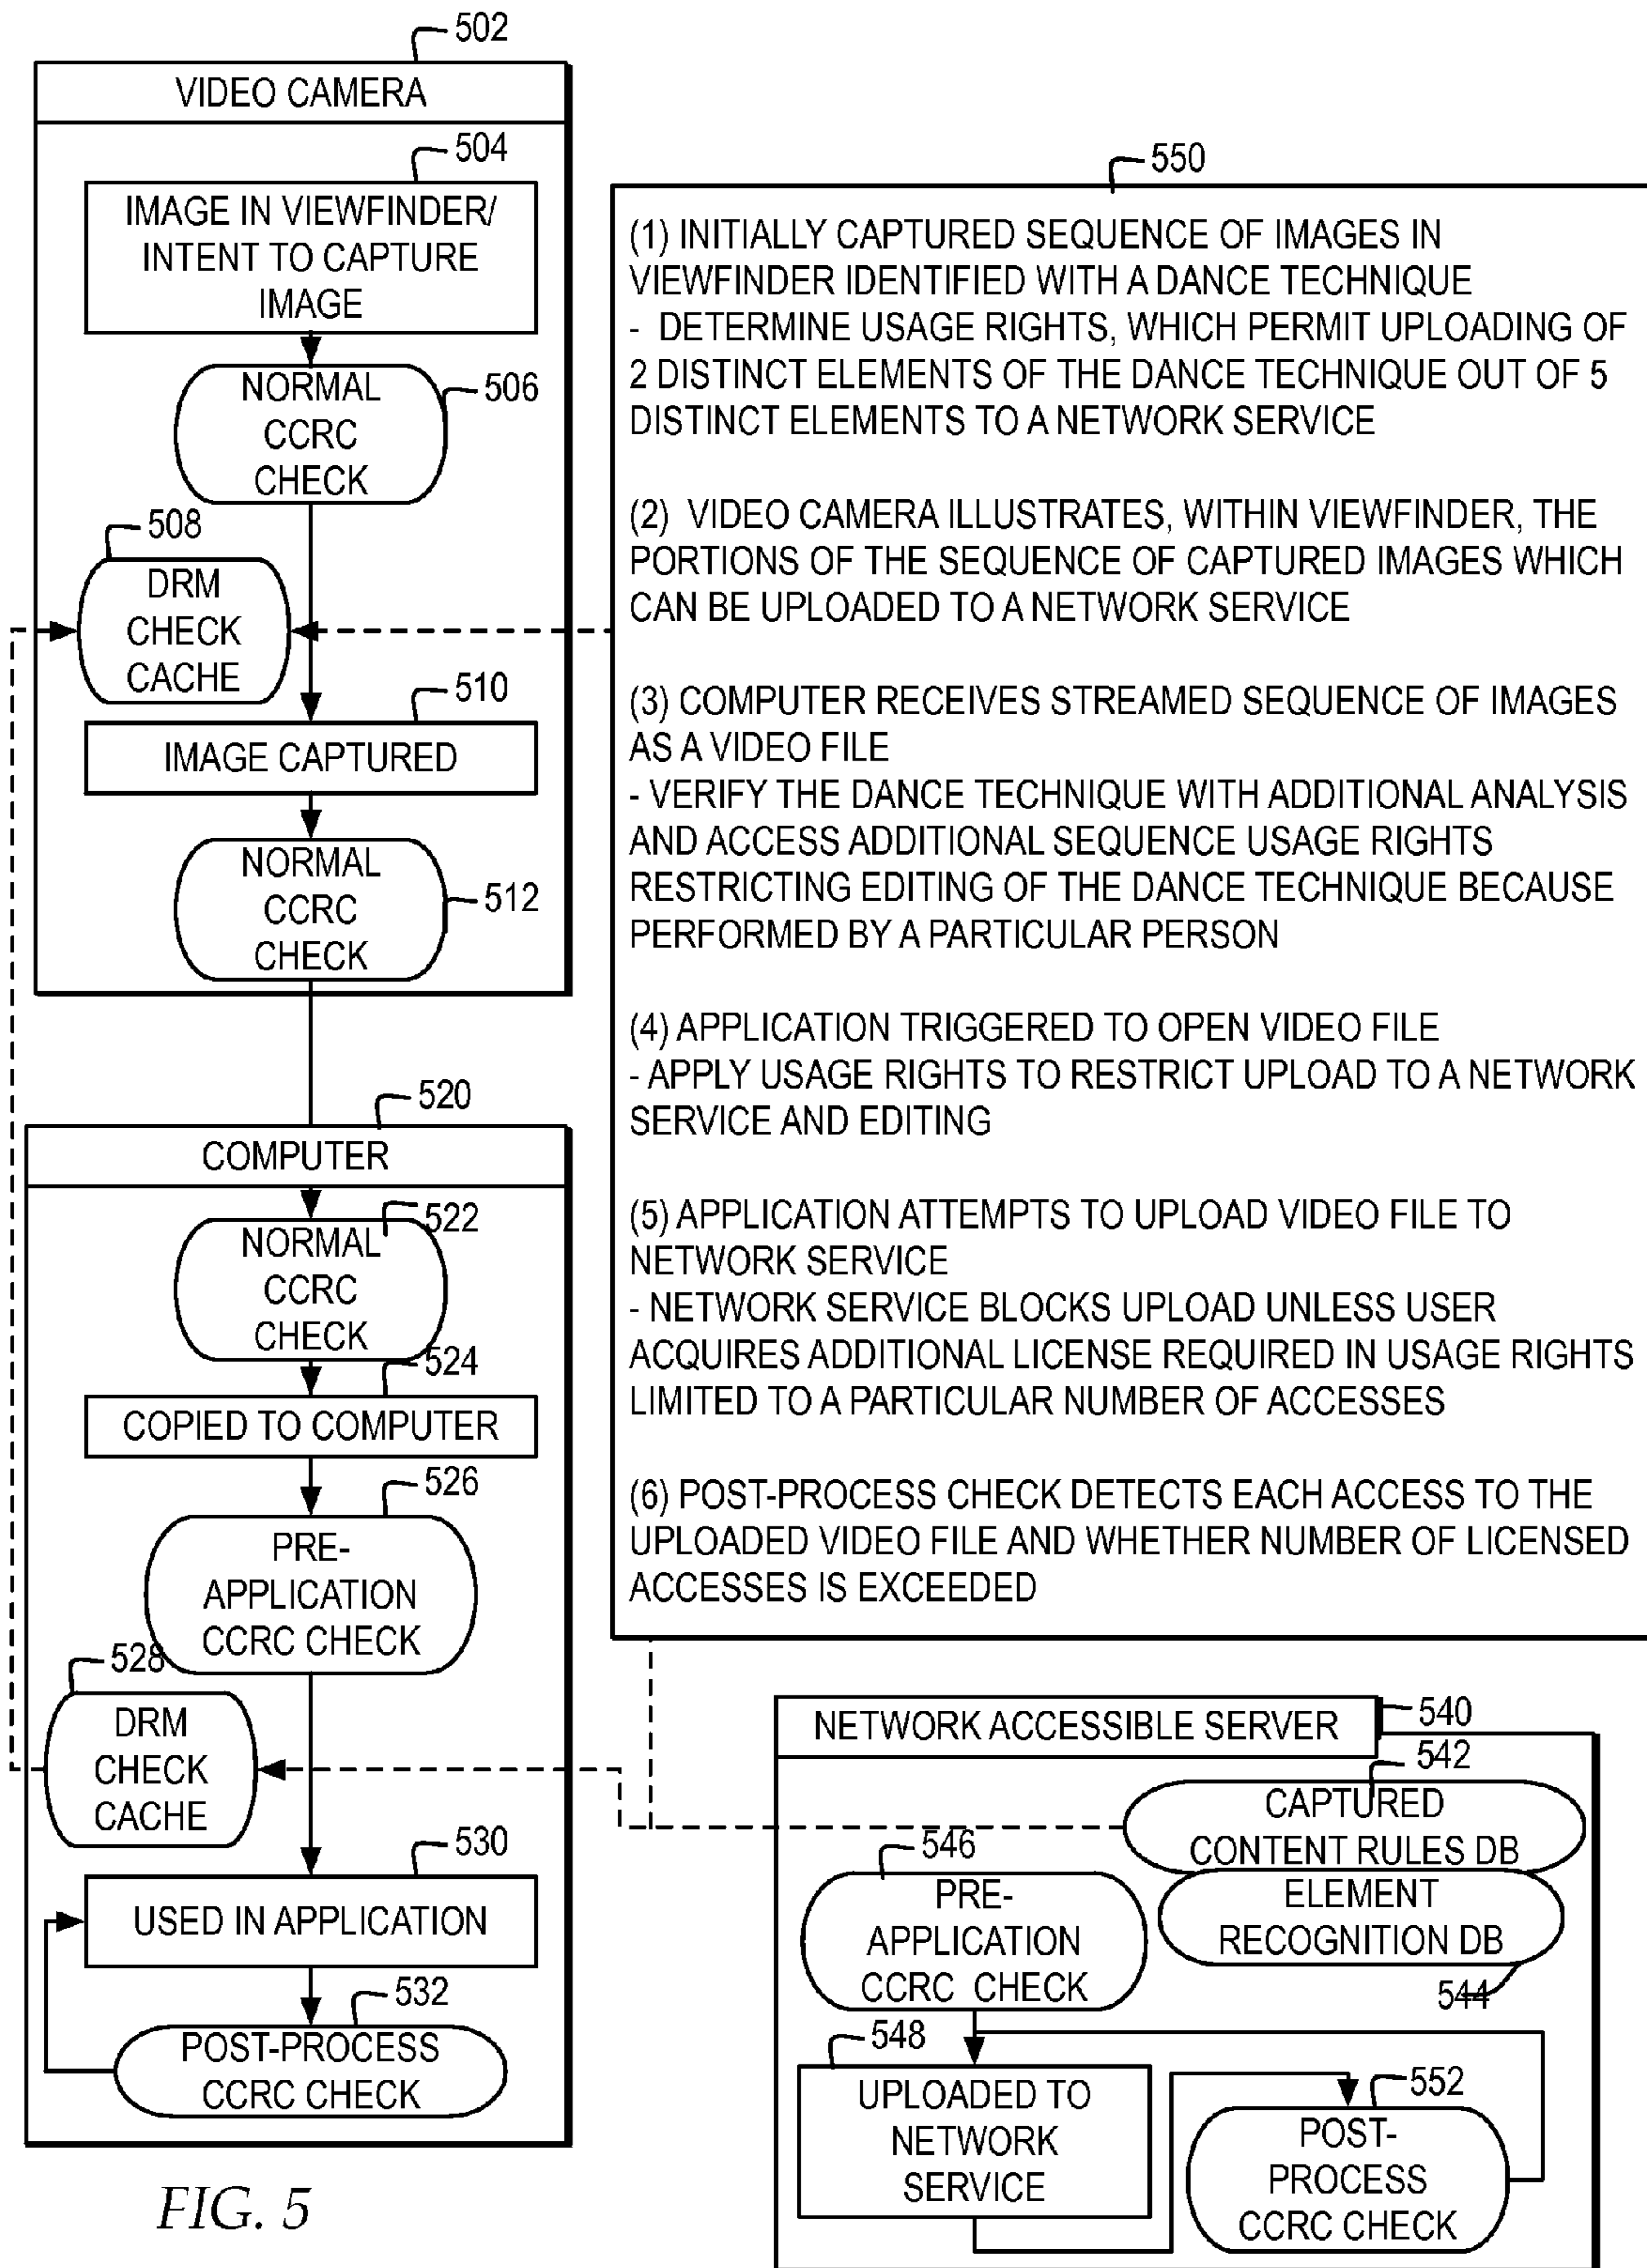 502
VIDEO CAMERA
504
IMAGE IN VIEWFINDER/
INTENT TO CAPTURE
IMAGE
NORMAL
CCRC
CHECK
506
508
DRM
CHECK
CACHE
510
IMAGE CAPTURED
NORMAL
CCRC
CHECK
512
520
COMPUTER
522
NORMAL
CCRC
CHECK
524
COPIED TO COMPUTER
526
PRE-
APPLICATION
CCRC CHECK
528
DRM
CHECK
CACHE
530
USED IN APPLICATION
532
POST-PROCESS
CCRC CHECK
550
(1) INITIALLY CAPTURED SEQUENCE OF IMAGES IN
VIEWFINDER IDENTIFIED WITH A DANCE TECHNIQUE
- DETERMINE USAGE RIGHTS, WHICH PERMIT UPLOADING OF
2 DISTINCT ELEMENTS OF THE DANCE TECHNIQUE OUT OF 5
DISTINCT ELEMENTS TO A NETWORK SERVICE
(2) VIDEO CAMERA ILLUSTRATES, WITHIN VIEWFINDER, THE
PORTIONS OF THE SEQUENCE OF CAPTURED IMAGES WHICH
CAN BE UPLOADED TO A NETWORK SERVICE
(3) COMPUTER RECEIVES STREAMED SEQUENCE OF IMAGES
AS A VIDEO FILE
- VERIFY THE DANCE TECHNIQUE WITH ADDITIONAL ANALYSIS
AND ACCESS ADDITIONAL SEQUENCE USAGE RIGHTS
RESTRICTING EDITING OF THE DANCE TECHNIQUE BECAUSE
PERFORMED BY A PARTICULAR PERSON
(4) APPLICATION TRIGGERED TO OPEN VIDEO FILE
- APPLY USAGE RIGHTS TO RESTRICT UPLOAD TO A NETWORK
SERVICE AND EDITING
(5) APPLICATION ATTEMPTS TO UPLOAD VIDEO FILE TO
NETWORK SERVICE
- NETWORK SERVICE BLOCKS UPLOAD UNLESS USER
ACQUIRES ADDITIONAL LICENSE REQUIRED IN USAGE RIGHTS
LIMITED TO A PARTICULAR NUMBER OF ACCESSES
(6) POST-PROCESS CHECK DETECTS EACH ACCESS TO THE
UPLOADED VIDEO FILE AND WHETHER NUMBER OF LICENSED
ACCESSES IS EXCEEDED
NETWORK ACCESSIBLE SERVER
540
542
CAPTURED
CONTENT RULES DB
ELEMENT
RECOGNITION DB
544
546
PRE-
APPLICATION
CCRC CHECK
548
UPLOADED TO
NETWORK
SERVICE
552
POST-
PROCESS
CCRC CHECK
FIG. 5